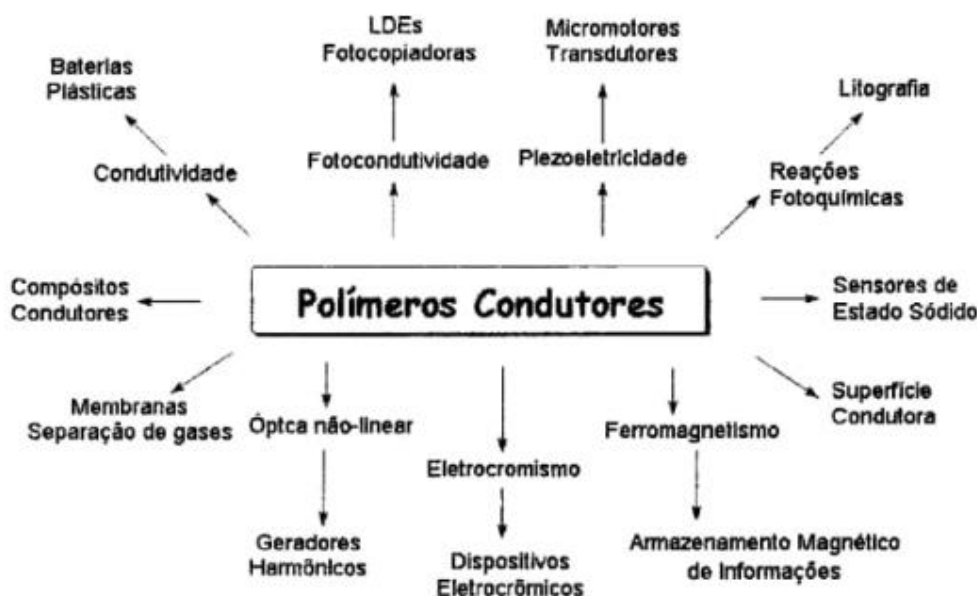 LDEs
Fotocopiadoras
Micromotores
Transdutores
Baterias
Plásticas
Litografia
Condutividade
Fotocondutividade
Piezoeletricidade
Reações
Fotoquímicas
Compósitos
Condutores
Polímeros Condutores
Sensores de
Estado Sódido
Membranas
Separação de gases
Óptca não-linear
Eletrocromismo
Ferromagnetismo
Superfície
Condutora
Geradores
Harmônicos
Dispositivos
Eletrocrômicos
Armazenamento Magnético
de Informações